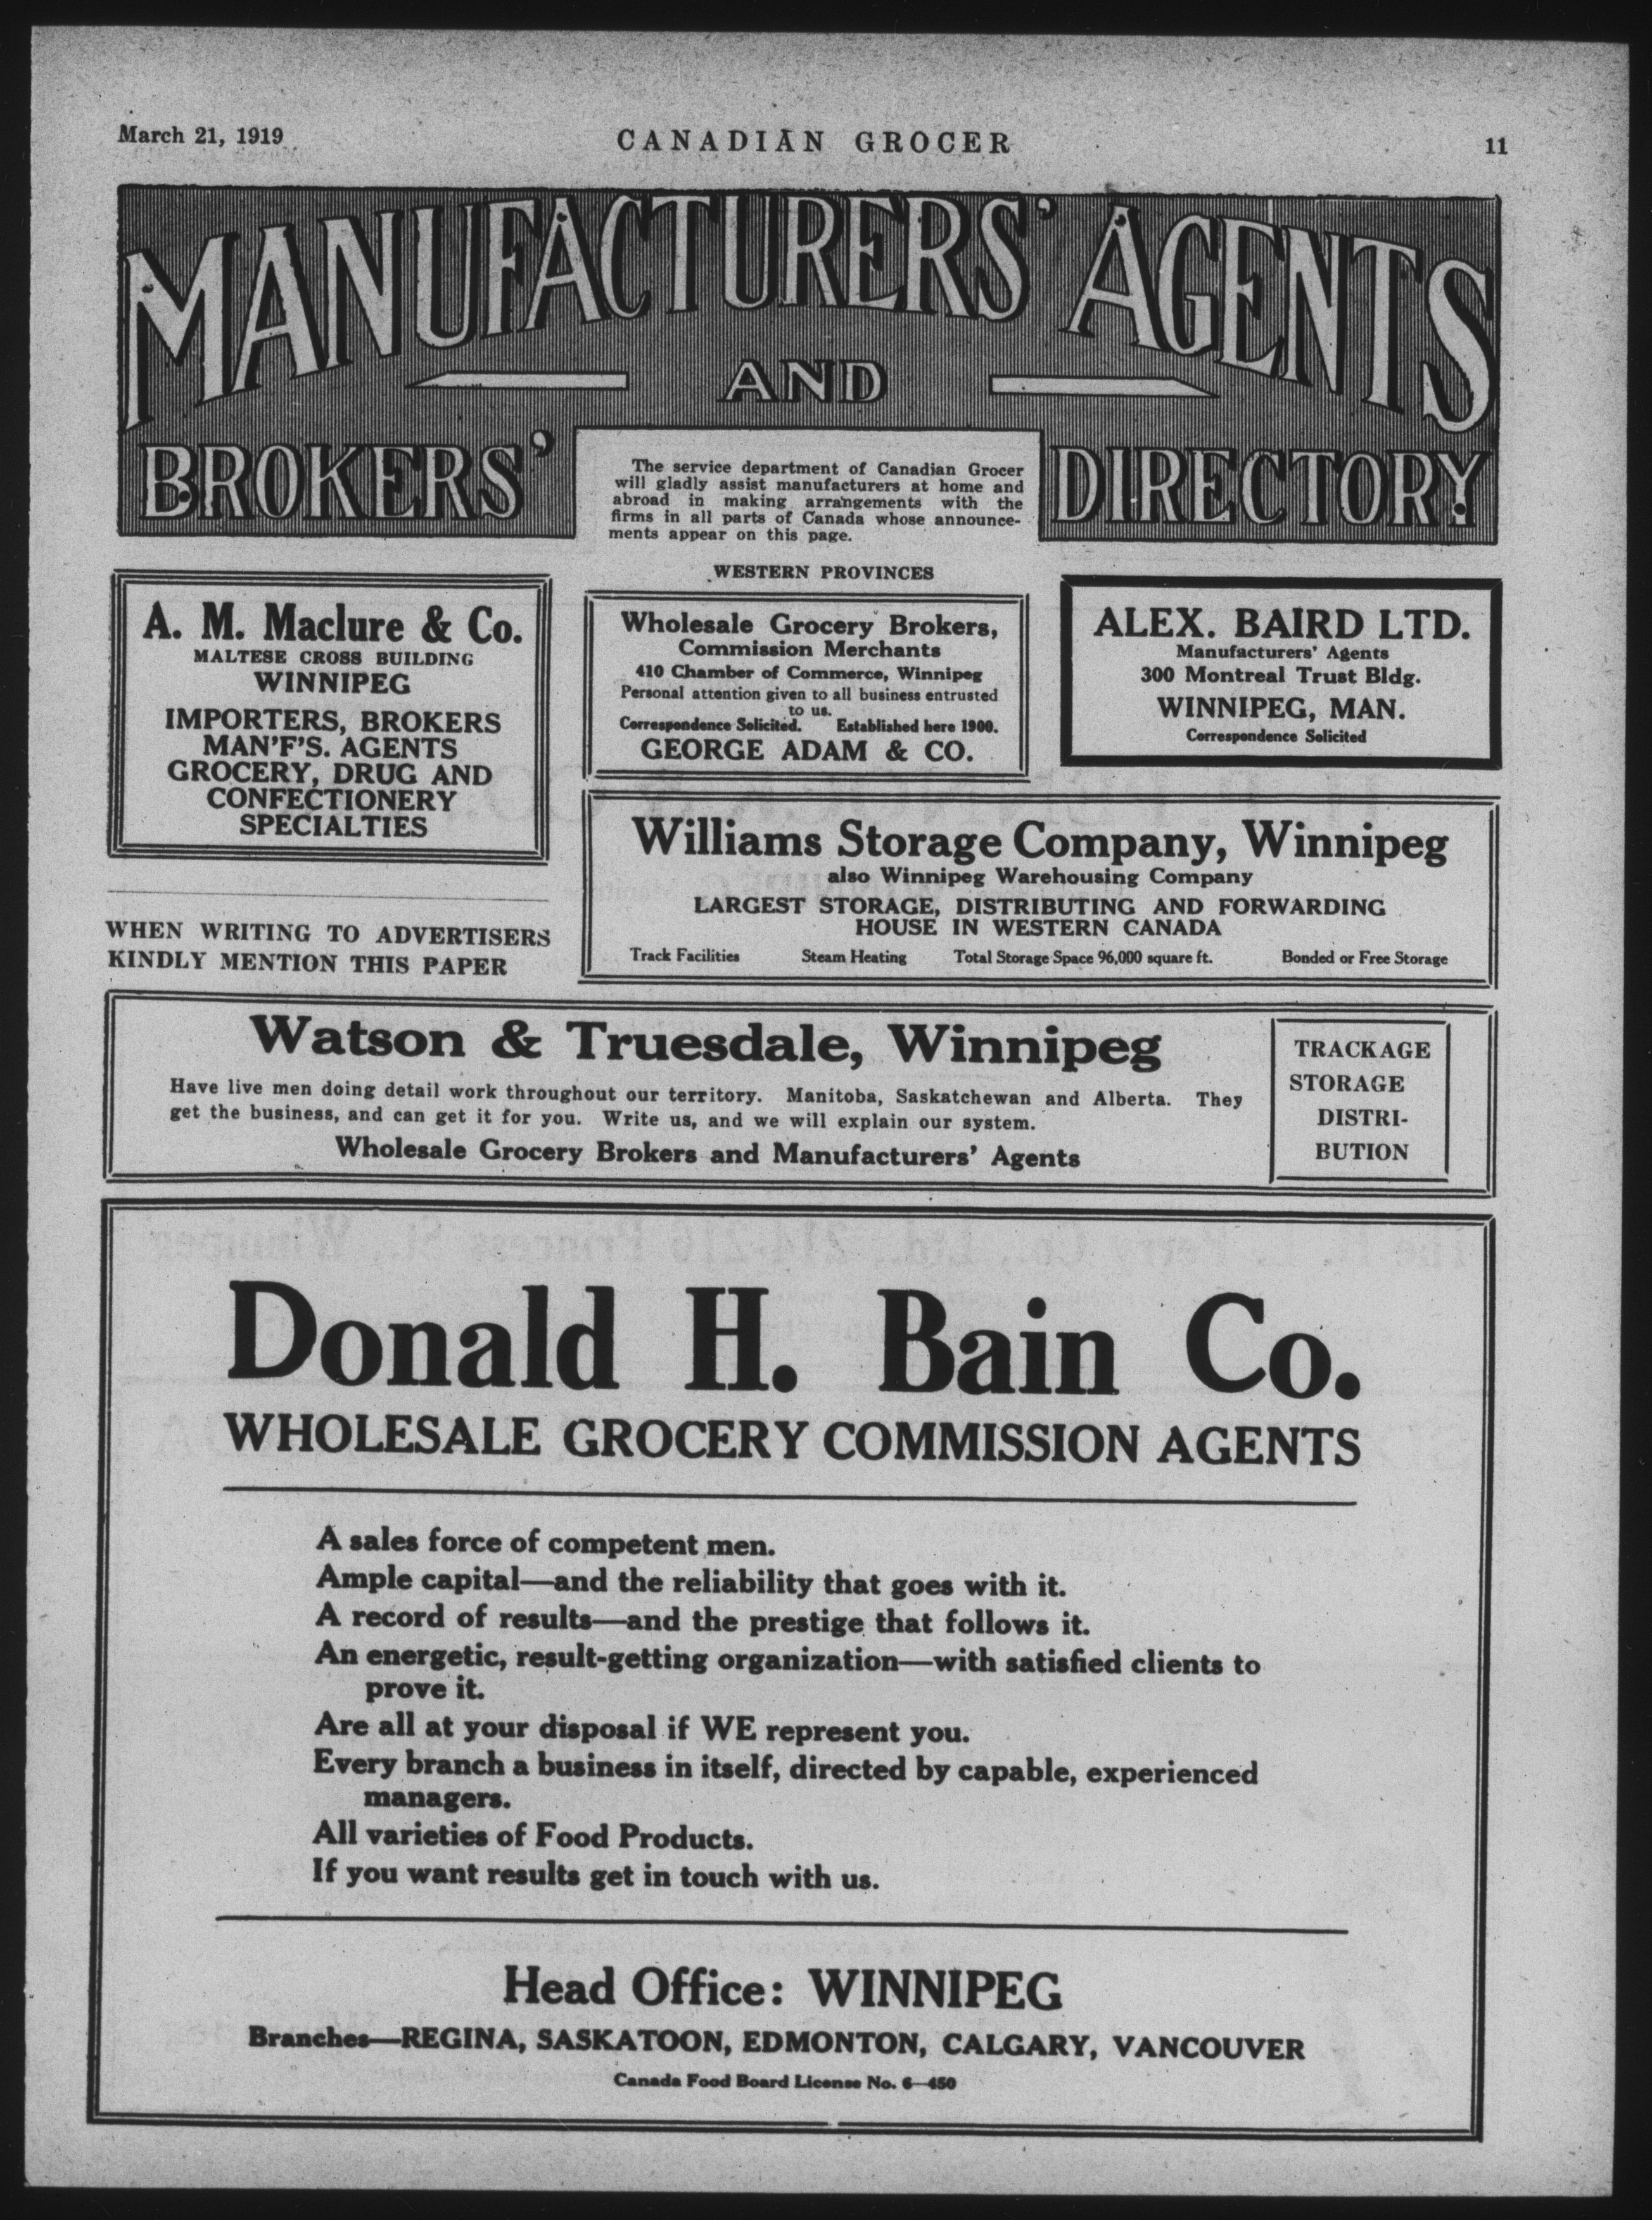 March 21, 1919
CANADIAN GROCER
11
MANUFACTURERS' AGENTS
AND
BROKERS'
DIRECTORY
The service department of Canadian Grocer
will gladly assist manufacturers at home and
abroad in making arrangements with the
firms in all parts of Canada whose announce-
ments appear on this page.
WESTERN PROVINCES
A. M. Maclure & Co.
MALTESE CROSS BUILDING
WINNIPEG
IMPORTERS, BROKERS
MAN'F'S. AGENTS
GROCERY, DRUG AND
CONFECTIONERY
SPECIALTIES
Wholesale Grocery Brokers,
Commission Merchants
410 Chamber of Commerce, Winnipeg
Personal attention given to all business entrusted
to us.
Correspondence Solicited. Established here 1900.
GEORGE ADAM & CO.
ALEX. BAIRD LTD.
Manufacturers' Agents
300 Montreal Trust Bldg.
WINNIPEG, MAN.
Correspondence Solicited
WHEN WRITING TO ADVERTISERS
KINDLY MENTION THIS PAPER
Williams Storage Company, Winnipeg
also Winnipeg Warehousing Company
LARGEST STORAGE, DISTRIBUTING AND FORWARDING
HOUSE IN WESTERN CANADA
Track Facilities Steam Heating Total Storage Space 96,000 square ft. Bonded or Free Storage
Watson & Truesdale, Winnipeg
Have live men doing detail work throughout our territory. Manitoba, Saskatchewan and Alberta. They
get the business, and can get it for you. Write us, and we will explain our system.
Wholesale Grocery Brokers and Manufacturers' Agents
TRACKAGE
STORAGE
DISTRI-
BUTION
Donald H. Bain Co.
WHOLESALE GROCERY COMMISSION AGENTS
A sales force of competent men.
Ample capital—and the reliability that goes with it.
A record of results—and the prestige that follows it.
An energetic, result-getting organization—with satisfied clients to
prove it.
Are all at your disposal if WE represent you.
Every branch a business in itself, directed by capable, experienced
managers.
All varieties of Food Products.
If you want results get in touch with us.
Head Office: WINNIPEG
Branches—REGINA, SASKATOON, EDMONTON, CALGARY, VANCOUVER
Canada Food Board License No. 6—450